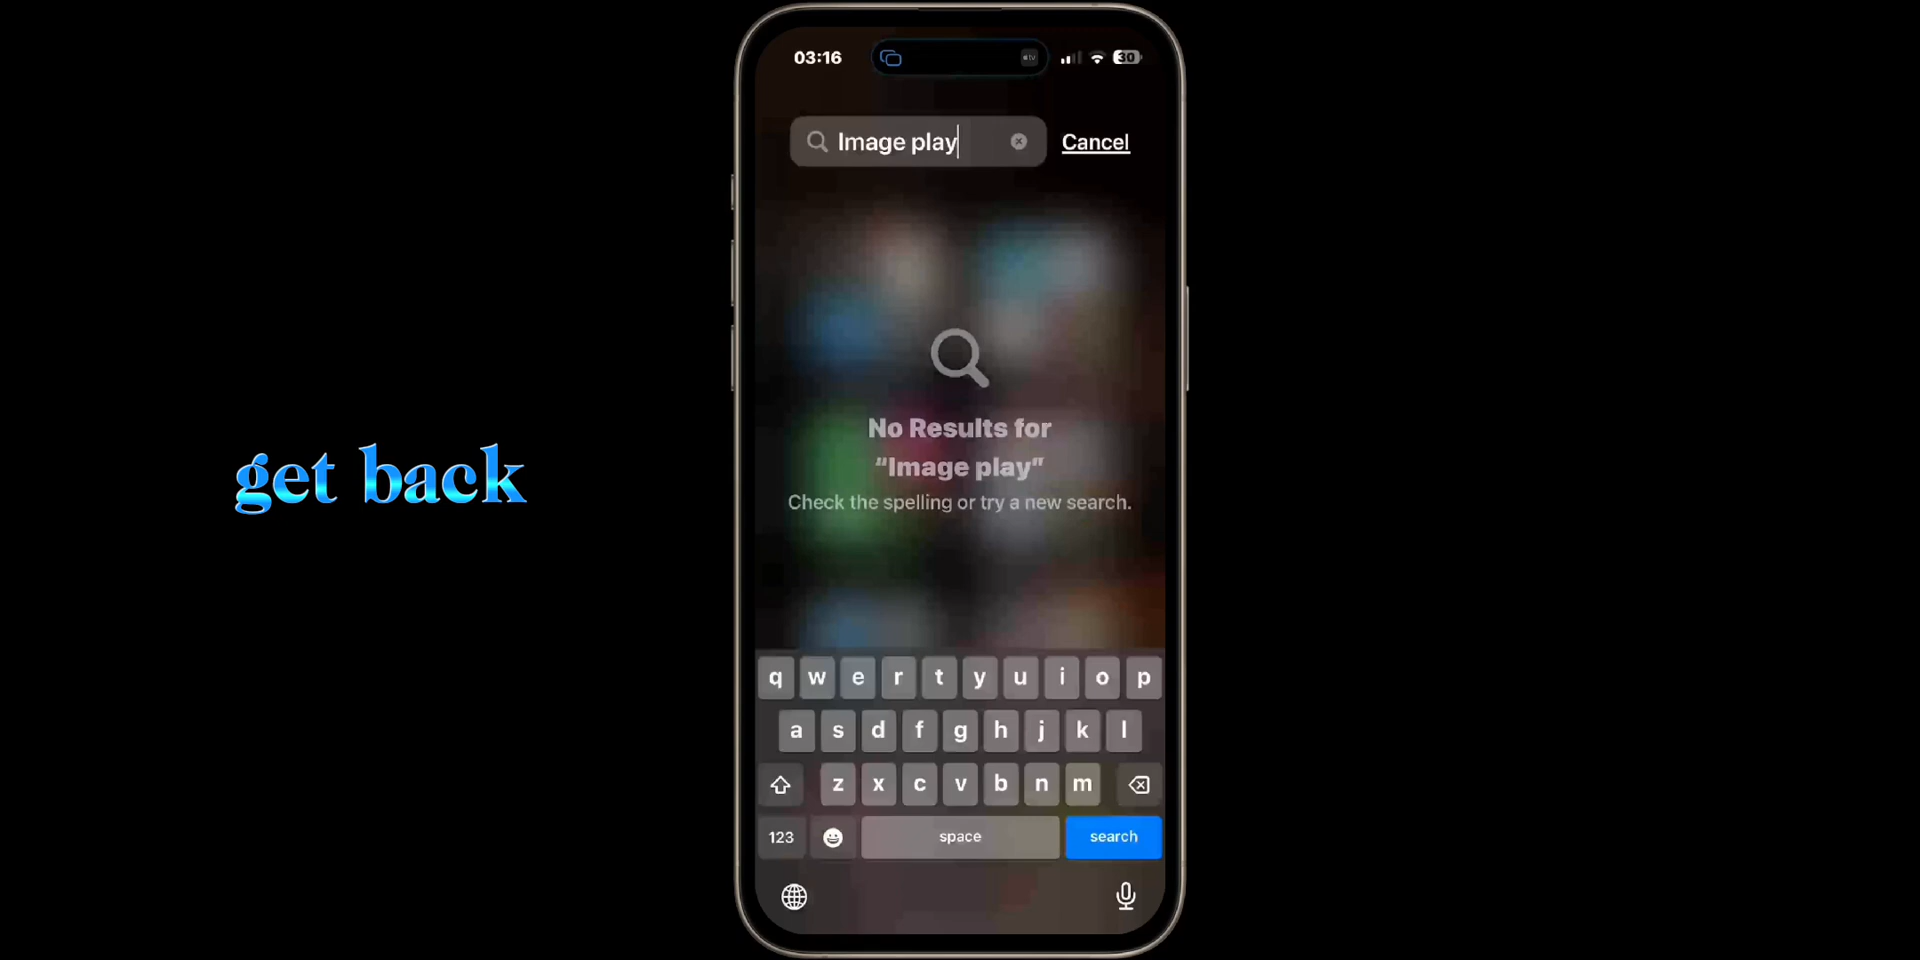 03:16
tv
30
Image play
Cancel
get back
No Results for
“Image play”
Check the spelling or try a new search.
q w e r t y u i o p
a s d f g h j k l
z x c v b n m
123
space
search